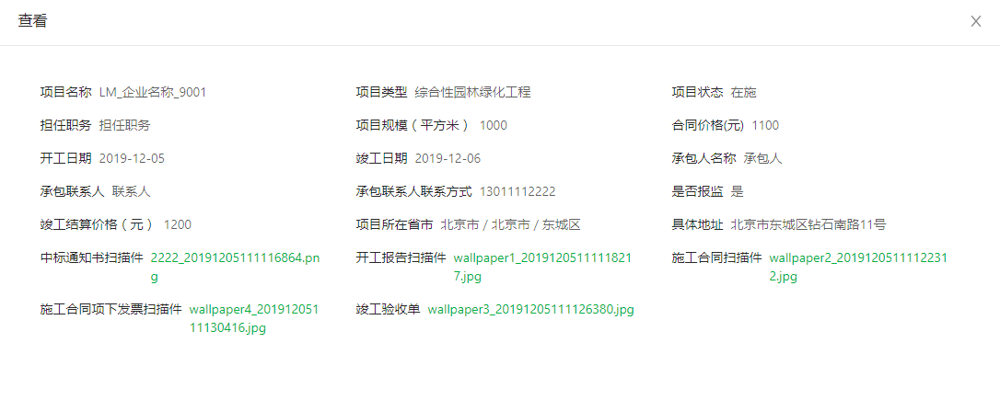 查看
项目名称 LM_企业名称_9001
项目类型 综合性园林绿化工程
项目状态 在施
担任职务 担任职务
项目规模（平方米） 1000
合同价格(元) 1100
开工日期 2019-12-05
竣工日期 2019-12-06
承包人名称 承包人
承包联系人 联系人
承包联系人联系方式 13011112222
是否报监 是
竣工结算价格（元） 1200
项目所在省市 北京市 / 北京市 / 东城区
具体地址 北京市东城区钻石南路11号
中标通知书扫描件 2222_20191205111116864.pn
g
开工报告扫描件 wallpaper1_2019120511111821
7.jpg
施工合同扫描件 wallpaper2_2019120511112231
2.jpg
施工合同项下发票扫描件 wallpaper4_201912051
11130416.jpg
竣工验收单 wallpaper3_20191205111126380.jpg